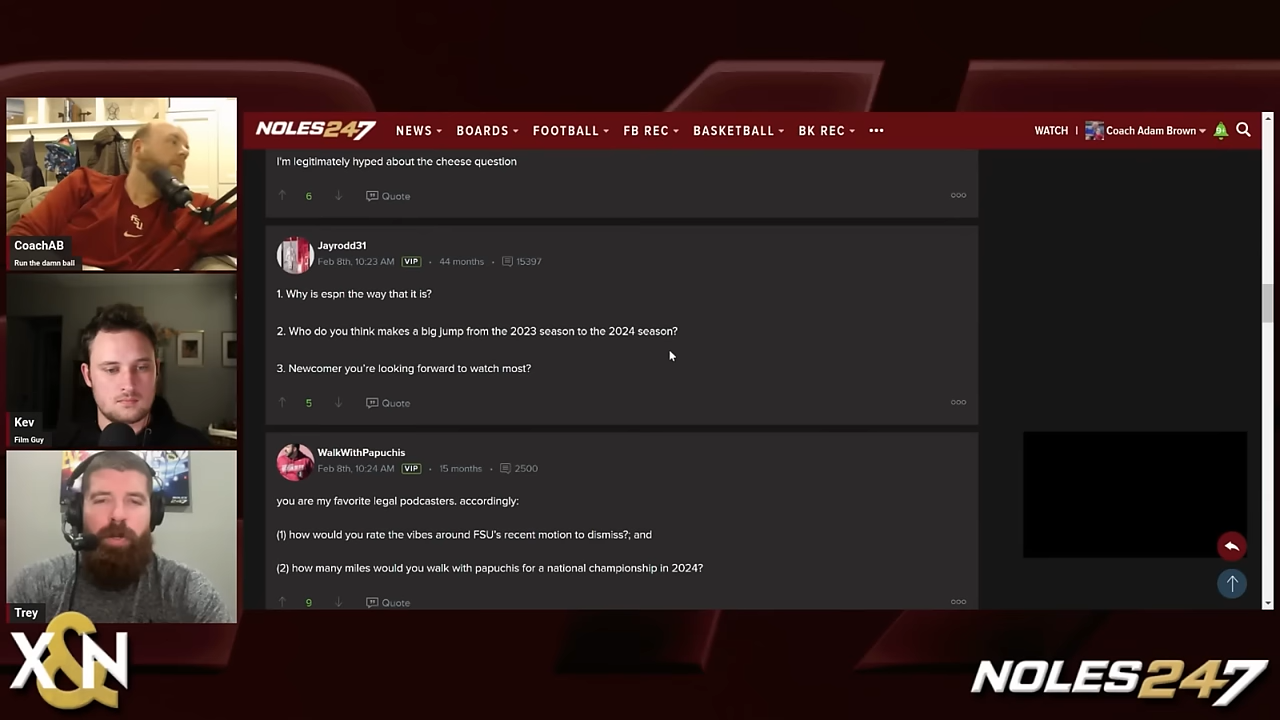 NOLES247
NEWS
BOARDS
FOOTBALL
FB REC
BASKETBALL
BK REC
•••
WATCH | Coach Adam Brown
I'm legitimately hyped about the cheese question
6
Quote
Jayrodd31
Feb 8th, 10:23 AM VIP • 44 months • 15397
1. Why is espn the way that it is?
2. Who do you think makes a big jump from the 2023 season to the 2024 season?
3. Newcomer you're looking forward to watch most?
5
Quote
WalkWithPapuchis
Feb 8th, 10:24 AM VIP • 15 months • 2500
you are my favorite legal podcasters. accordingly:
(1) how would you rate the vibes around FSU's recent motion to dismiss?; and
(2) how many miles would you walk with papuchis for a national championship in 2024?
9
Quote
FSU
CoachAB
Run the damn ball
Kev
Film Guy
Trey
X&N
NOLES247